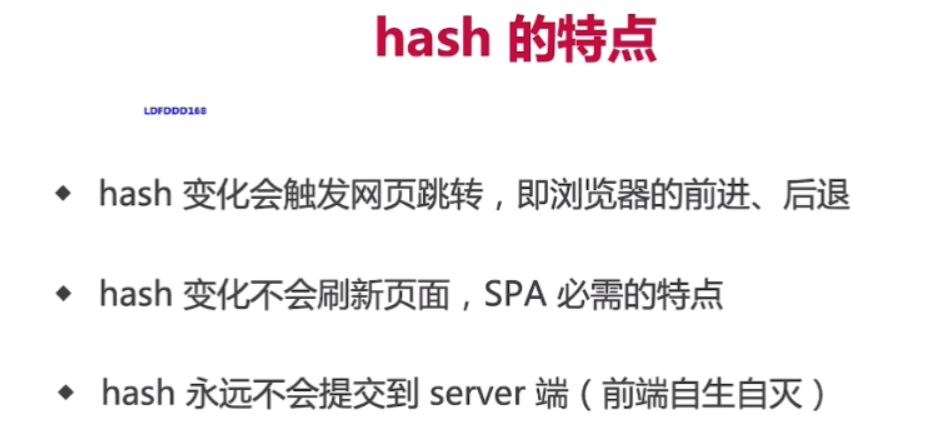 hash 的特点
LDFDDD168
◆ hash 变化会触发网页跳转，即浏览器的前进、后退
◆ hash 变化不会刷新页面，SPA 必需的特点
◆ hash 永远不会提交到 server 端（前端自生自灭）